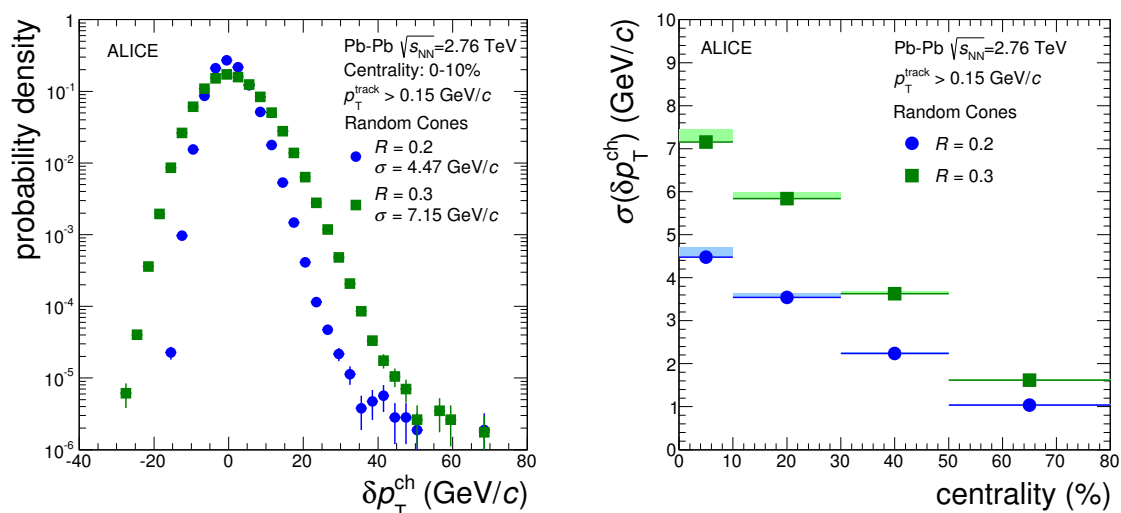 ALICE
Pb-Pb √sNN=2.76 TeV
Centrality: 0-10%
pTtrack > 0.15 GeV/c
Random Cones
R = 0.2
σ = 4.47 GeV/c
R = 0.3
σ = 7.15 GeV/c
probability density
1
10-1
10-2
10-3
10-4
10-5
10-6
-40 -20 0 20 40 60 80
δpTch (GeV/c)
ALICE
Pb-Pb √sNN=2.76 TeV
pTtrack > 0.15 GeV/c
Random Cones
R = 0.2
R = 0.3
σ(δpTch) (GeV/c)
10
9
8
7
6
5
4
3
2
1
0
0 10 20 30 40 50 60 70 80
centrality (%)